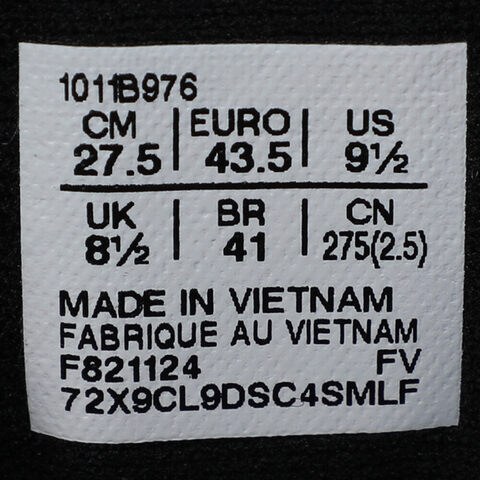 1011B976
CM | EURO | US
27.5 | 43.5 | 9½
UK | BR | CN
8½ | 41 | 275(2.5)
MADE IN VIETNAM
FABRIQUE AU VIETNAM
F821124 FV
72X9CL9DSC4SMLF